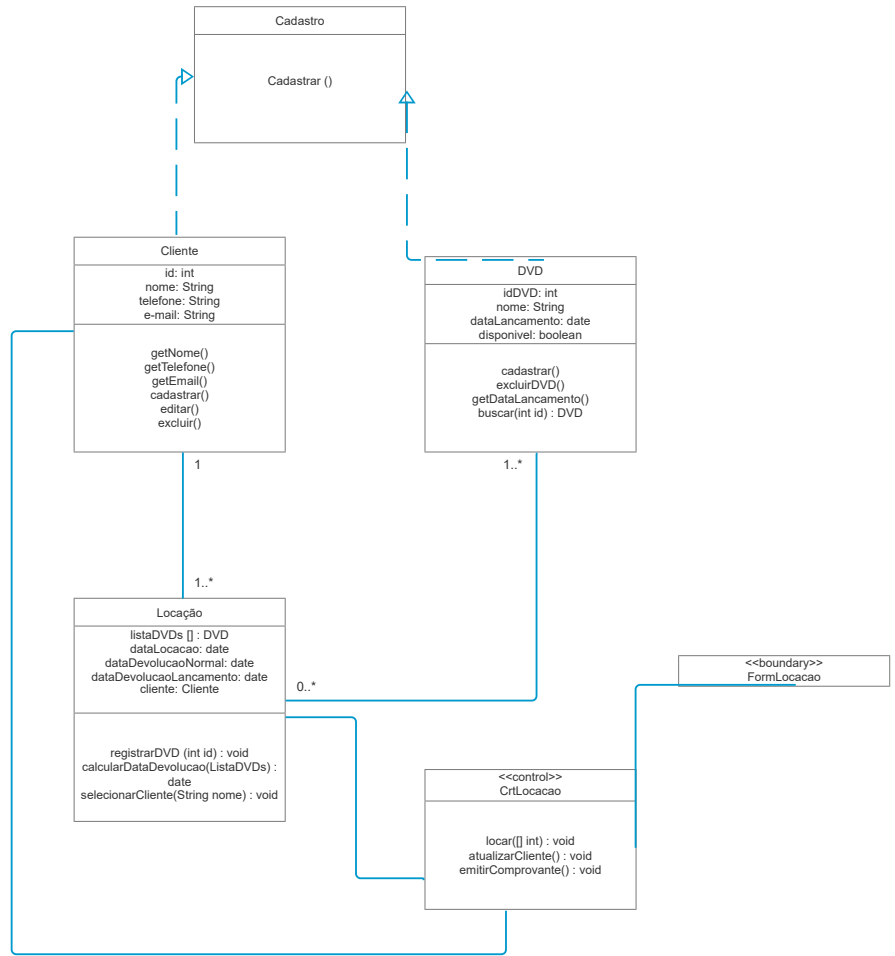 Cadastro
Cadastrar ()
Cliente
id: int
nome: String
telefone: String
e-mail: String
getNome()
getTelefone()
getEmail()
cadastrar()
editar()
excluir()
DVD
idDVD: int
nome: String
dataLancamento: date
disponivel: boolean
cadastrar()
excluirDVD()
getDataLancamento()
buscar(int id) : DVD
1
1..*
1..*
Locação
listaDVDs [] : DVD
dataLocacao: date
dataDevolucaoNormal: date
dataDevolucaoLancamento: date
cliente: Cliente
registrarDVD (int id) : void
calcularDataDevolucao(ListaDVDs) :
date
selecionarCliente(String nome) : void
0..*
<<boundary>>
FormLocacao
<<control>>
CrtLocacao
locar([] int) : void
atualizarCliente() : void
emitirComprovante() : void